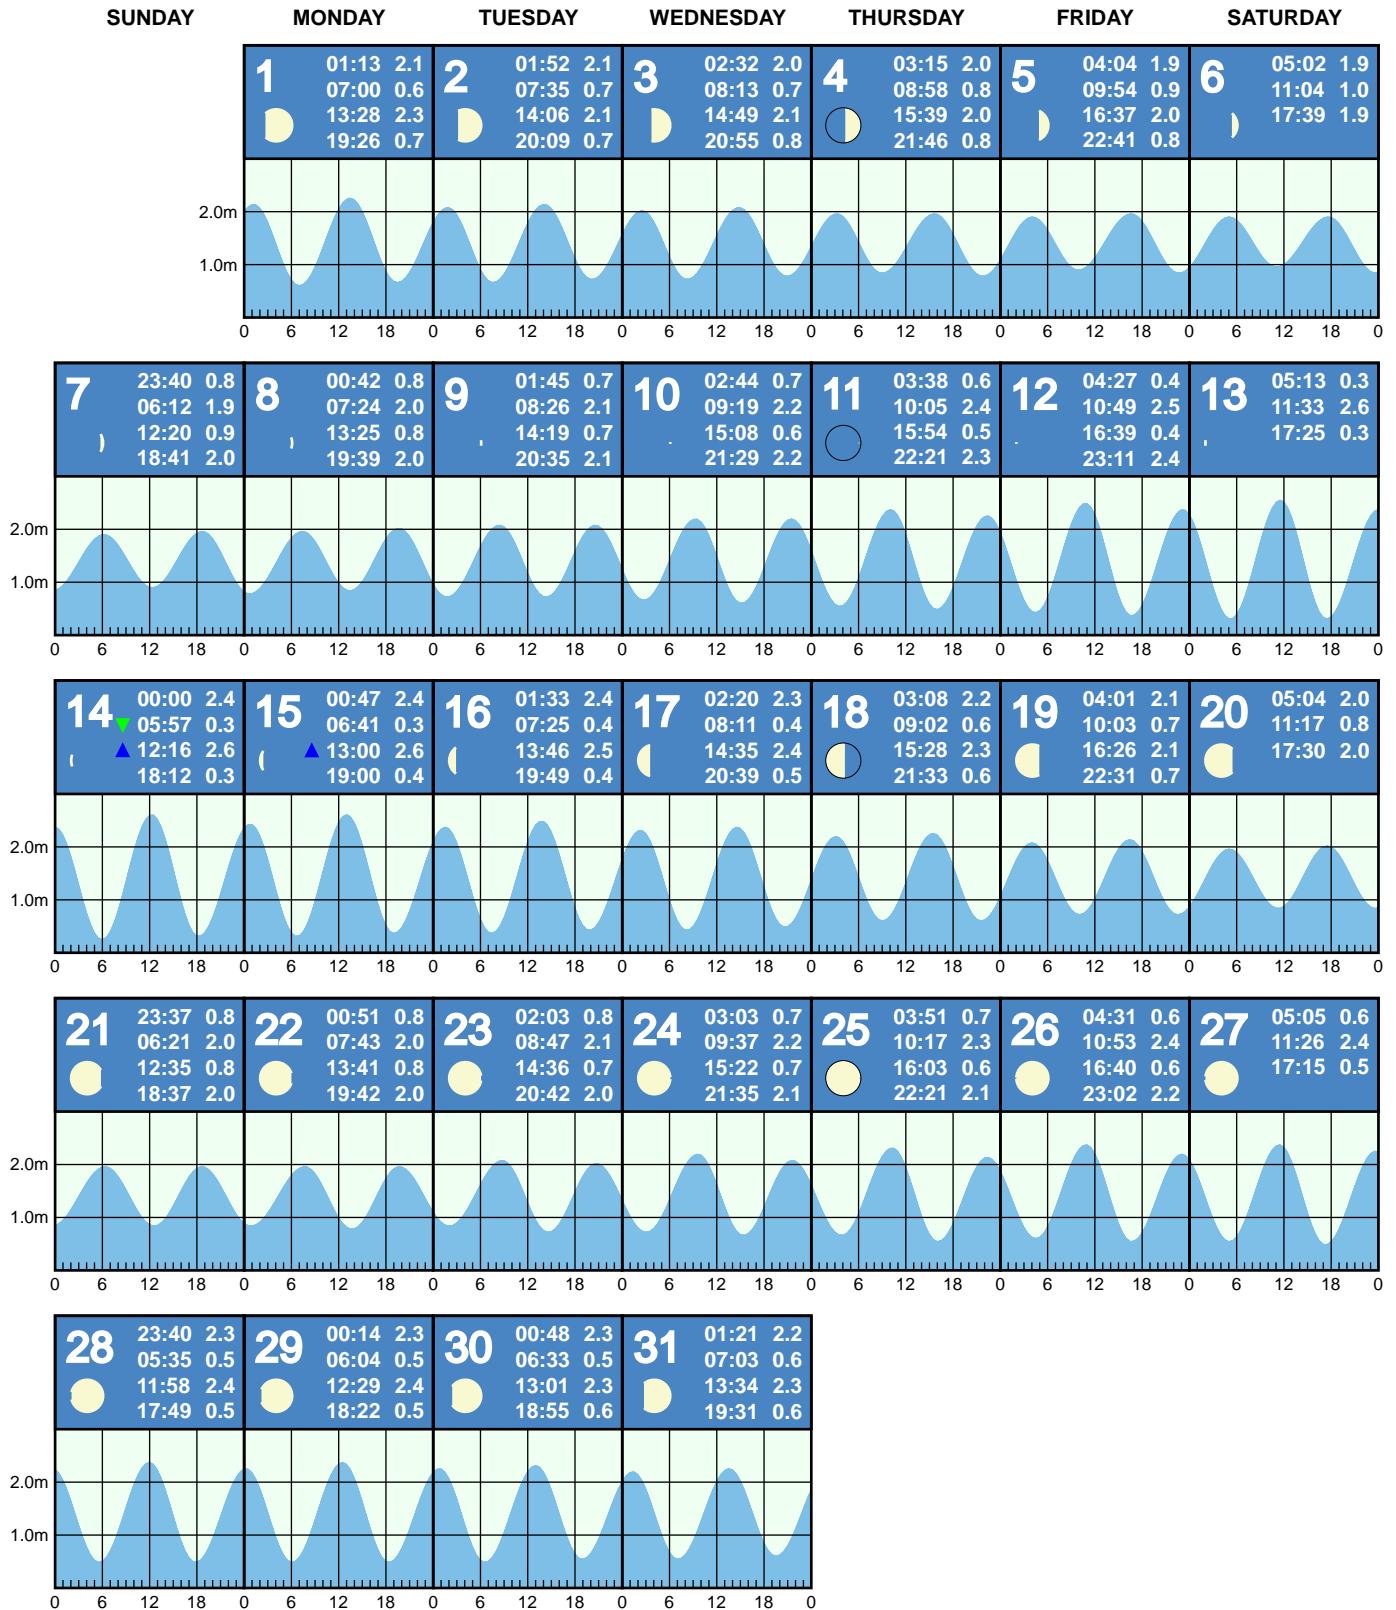 SUNDAY MONDAY TUESDAY WEDNESDAY THURSDAY FRIDAY SATURDAY
1 01:13 2.1
07:00 0.6
13:28 2.3
19:26 0.7
2 01:52 2.1
07:35 0.7
14:06 2.1
20:09 0.7
3 02:32 2.0
08:13 0.7
14:49 2.1
20:55 0.8
4 03:15 2.0
08:58 0.8
15:39 2.0
21:46 0.8
5 04:04 1.9
09:54 0.9
16:37 2.0
22:41 0.8
6 05:02 1.9
11:04 1.0
17:39 1.9
2.0m
1.0m
0 6 12 18 0 6 12 18 0 6 12 18 0 6 12 18 0 6 12 18 0 6 12 18 0
7 23:40 0.8
06:12 1.9
12:20 0.9
18:41 2.0
8 00:42 0.8
07:24 2.0
13:25 0.8
19:39 2.0
9 01:45 0.7
08:26 2.1
14:19 0.7
20:35 2.1
10 02:44 0.7
09:19 2.2
15:08 0.6
21:29 2.2
11 03:38 0.6
10:05 2.4
15:54 0.5
22:21 2.3
12 04:27 0.4
10:49 2.5
16:39 0.4
23:11 2.4
13 05:13 0.3
11:33 2.6
17:25 0.3
2.0m
1.0m
0 6 12 18 0 6 12 18 0 6 12 18 0 6 12 18 0 6 12 18 0 6 12 18 0 6 12 18 0
14 00:00 2.4
05:57 0.3
12:16 2.6
18:12 0.3
15 00:47 2.4
06:41 0.3
13:00 2.6
19:00 0.4
16 01:33 2.4
07:25 0.4
13:46 2.5
19:49 0.4
17 02:20 2.3
08:11 0.4
14:35 2.4
20:39 0.5
18 03:08 2.2
09:02 0.6
15:28 2.3
21:33 0.6
19 04:01 2.1
10:03 0.7
16:26 2.1
22:31 0.7
20 05:04 2.0
11:17 0.8
17:30 2.0
2.0m
1.0m
0 6 12 18 0 6 12 18 0 6 12 18 0 6 12 18 0 6 12 18 0 6 12 18 0 6 12 18 0
21 23:37 0.8
06:21 2.0
12:35 0.8
18:37 2.0
22 00:51 0.8
07:43 2.0
13:41 0.8
19:42 2.0
23 02:03 0.8
08:47 2.1
14:36 0.7
20:42 2.0
24 03:03 0.7
09:37 2.2
15:22 0.7
21:35 2.1
25 03:51 0.7
10:17 2.3
16:03 0.6
22:21 2.1
26 04:31 0.6
10:53 2.4
16:40 0.6
23:02 2.2
27 05:05 0.6
11:26 2.4
17:15 0.5
2.0m
1.0m
0 6 12 18 0 6 12 18 0 6 12 18 0 6 12 18 0 6 12 18 0 6 12 18 0 6 12 18 0
28 23:40 2.3
05:35 0.5
11:58 2.4
17:49 0.5
29 00:14 2.3
06:04 0.5
12:29 2.4
18:22 0.5
30 00:48 2.3
06:33 0.5
13:01 2.3
18:55 0.6
31 01:21 2.2
07:03 0.6
13:34 2.3
19:31 0.6
2.0m
1.0m
0 6 12 18 0 6 12 18 0 6 12 18 0 6 12 18 0